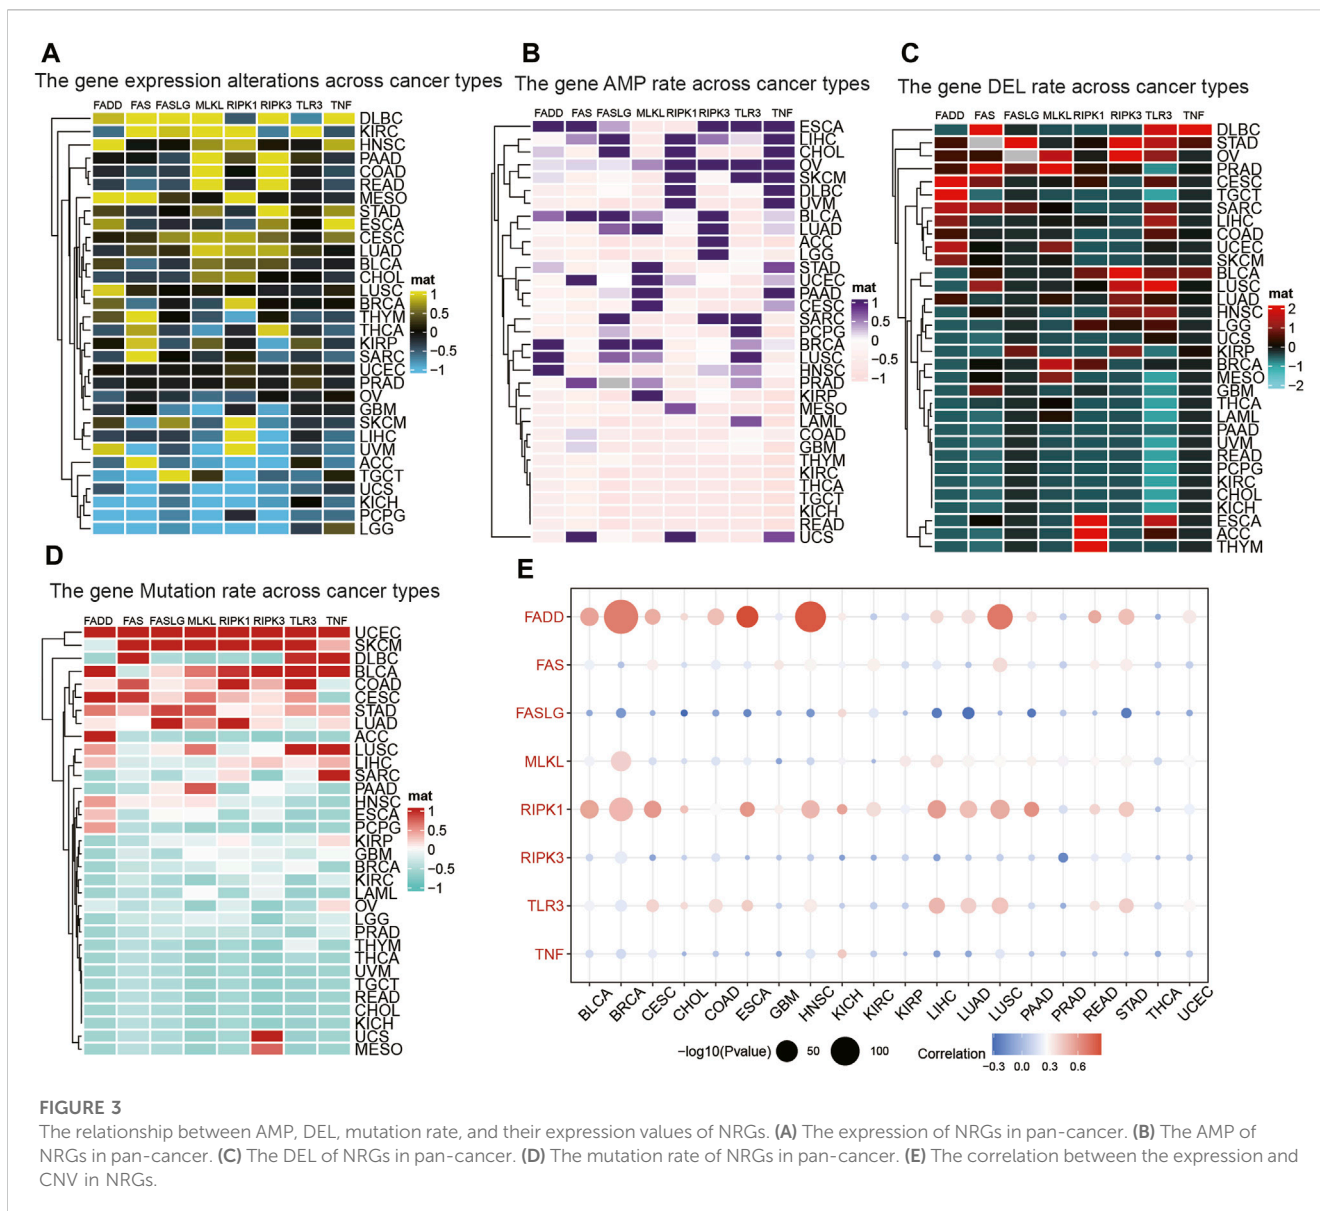 A
The gene expression alterations across cancer types
FADD FAS FASLG MLKL RIPK1 RIPK3 TLR3 TNF
DLBC
KIRC
HNSC
PAAD
COAD
READ
MESO
STAD
ESCA
CESC
LUAD
BLCA
CHOL
LUSC
BRCA
THYM
THCA
KIRP
SARC
UCEC
PRAD
OV
GBM
SKCM
LIHC
UVM
ACC
TGCT
UCS
KICH
PCPG
LGG
mat
1
0.5
0
−0.5
−1
B
The gene AMP rate across cancer types
FADD FAS FASLG MLKL RIPK1 RIPK3 TLR3 TNF
ESCA
LIHC
CHOL
OV
SKCM
DLBC
UVM
BLCA
LUAD
ACC
LGG
STAD
UCEC
PAAD
CESC
SARC
PCPG
BRCA
LUSC
HNSC
PRAD
KIRP
MESO
LAML
COAD
GBM
THYM
KIRC
THCA
TGCT
KICH
READ
UCS
mat
1
0.5
0
−0.5
−1
C
The gene DEL rate across cancer types
FADD FAS FASLG MLKL RIPK1 RIPK3 TLR3 TNF
DLBC
STAD
OV
PRAD
CESC
TGCT
SARC
LIHC
COAD
UCEC
SKCM
BLCA
LUSC
LUAD
HNSC
LGG
UCS
KIRP
BRCA
MESO
GBM
THCA
LAML
PAAD
UVM
READ
PCPG
KIRC
CHOL
KICH
ESCA
ACC
THYM
mat
2
1
0
−1
−2
D
The gene Mutation rate across cancer types
FADD FAS FASLG MLKL RIPK1 RIPK3 TLR3 TNF
UCEC
SKCM
DLBC
BLCA
COAD
CESC
STAD
LUAD
ACC
LUSC
LIHC
SARC
PAAD
HNSC
ESCA
PCPG
KIRP
GBM
BRCA
KIRC
LAML
OV
LGG
PRAD
THYM
THCA
UVM
TGCT
READ
CHOL
KICH
UCS
MESO
mat
1
0.5
0
−0.5
−1
E
FADD
FAS
FASLG
MLKL
RIPK1
RIPK3
TLR3
TNF
BLCA BRCA CESC CHOL COAD ESCA GBM HNSC KICH KIRC KIRP LIHC LUAD LUSC PAAD PRAD READ STAD THCA UCEC
−log10(Pvalue) 50 100 Correlation
−0.3 0.0 0.3 0.6
FIGURE 3
The relationship between AMP, DEL, mutation rate, and their expression values of NRGs. (A) The expression of NRGs in pan-cancer. (B) The AMP of
NRGs in pan-cancer. (C) The DEL of NRGs in pan-cancer. (D) The mutation rate of NRGs in pan-cancer. (E) The correlation between the expression and
CNV in NRGs.